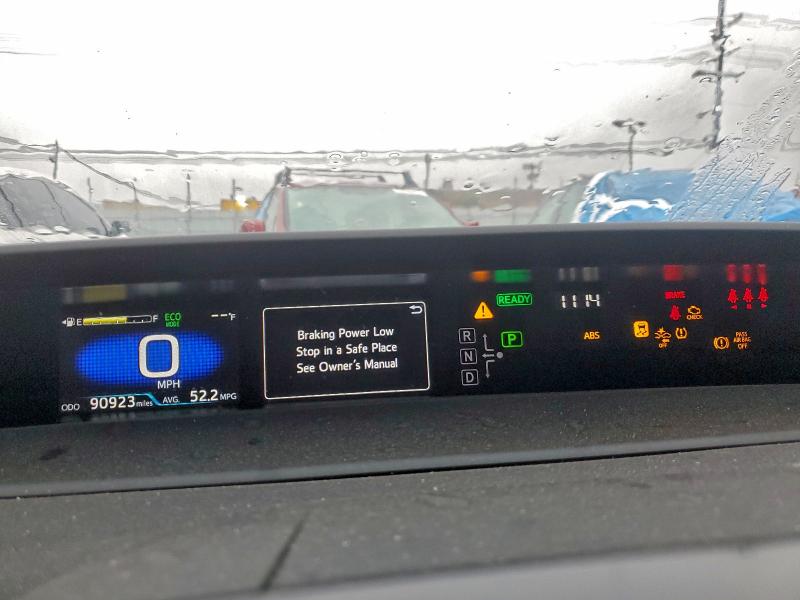 E F ECO
MODE
--°F
0
MPH
ODO 90923 miles AVG. 52.2 MPG
Braking Power Low
Stop in a Safe Place
See Owner's Manual
READY
R
N
D
P
11:14
ABS
BRAKE
CHECK
OFF
PASS
AIR BAG
OFF